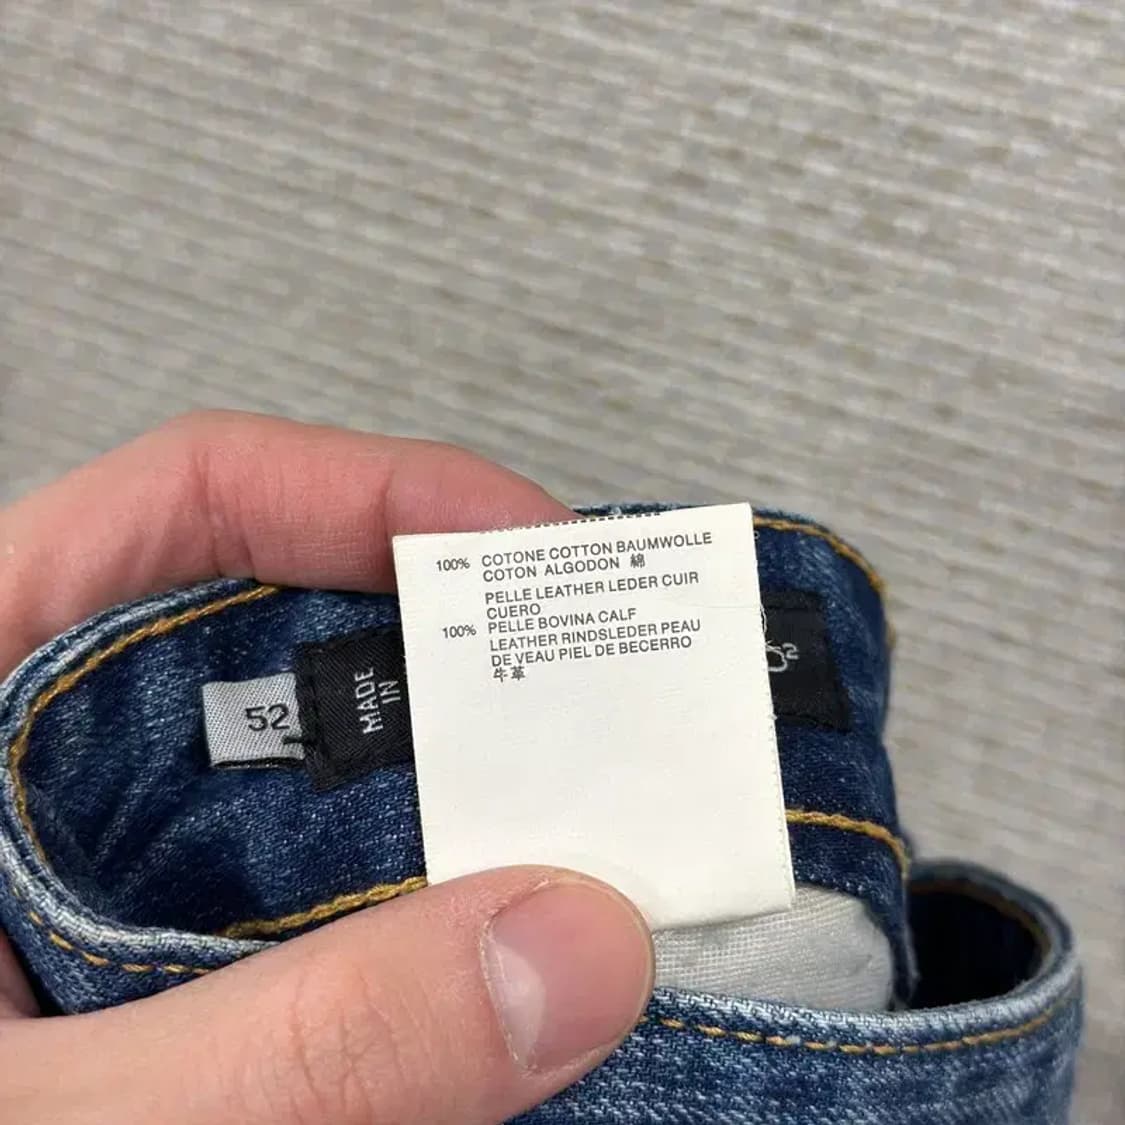 100% COTONE COTTON BAUMWOLLE
COTON ALGODON 綿
PELLE LEATHER LEDER CUIR
CUERO
100% PELLE BOVINA CALF
LEATHER RINDSLEDER PEAU
DE VEAU PIEL DE BECERRO
牛革
52
MADE
IN